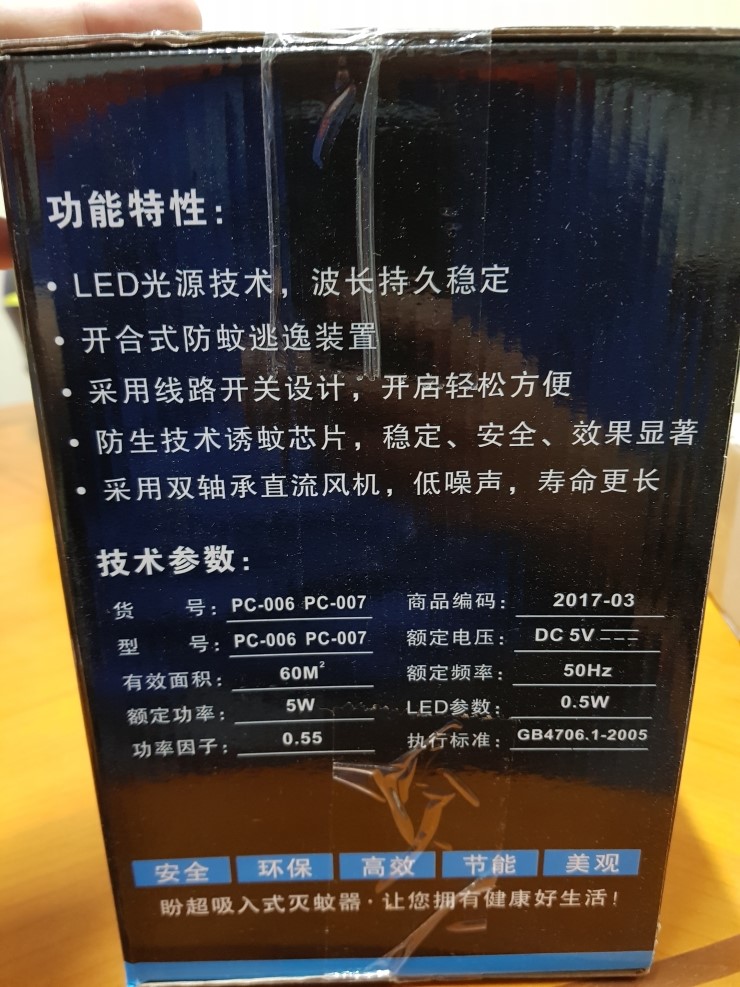 功能特性：
• LED光源技术，波长持久稳定
• 开合式防蚊逃逸装置
• 采用线路开关设计，开启轻松方便
• 防生技术诱蚊芯片，稳定、安全、效果显著
• 采用双轴承直流风机，低噪声，寿命更长
技术参数：
货 号：PC-006 PC-007 商品编码：2017-03
型 号：PC-006 PC-007 额定电压：DC 5V
有效面积：60M² 额定频率：50Hz
额定功率：5W LED参数：0.5W
功率因子：0.55 执行标准：GB4706.1-2005
安全 环保 高效 节能 美观
盼超吸入式灭蚊器·让您拥有健康好生活！